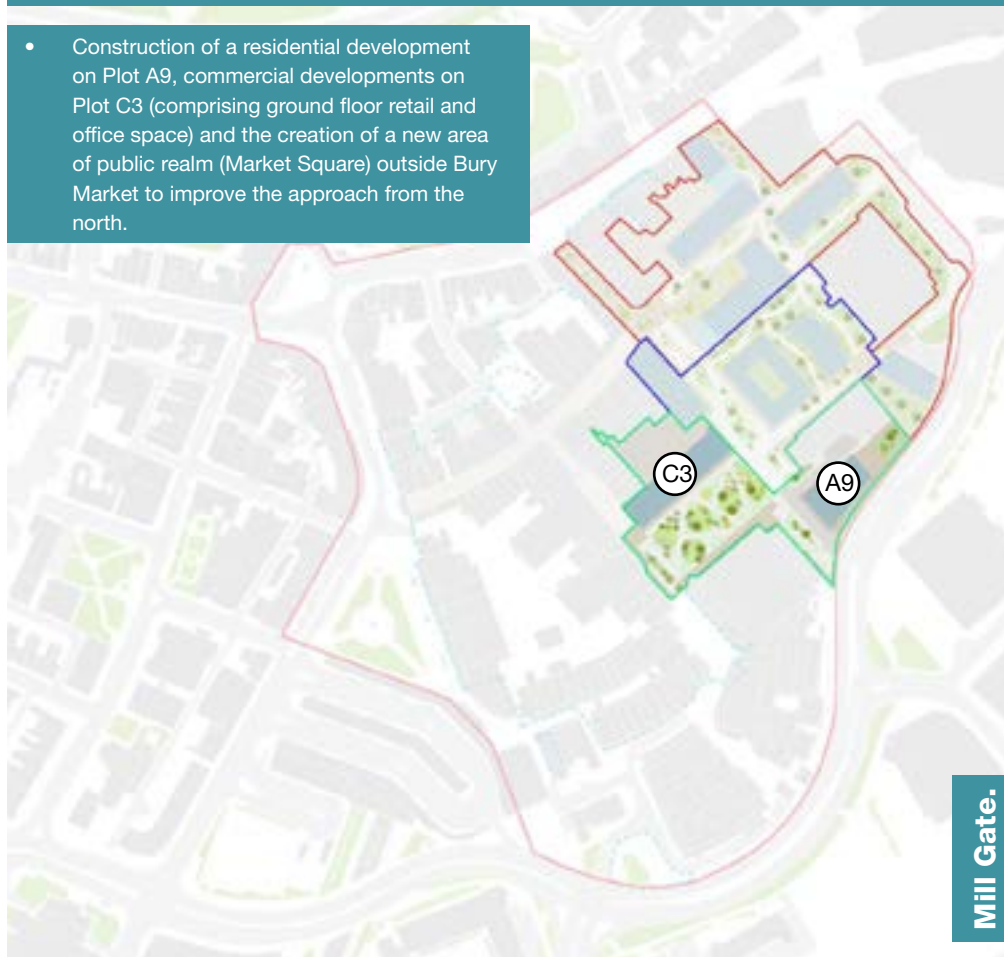 • Construction of a residential development
on Plot A9, commercial developments on
Plot C3 (comprising ground floor retail and
office space) and the creation of a new area
of public realm (Market Square) outside Bury
Market to improve the approach from the
north.
C3
A9
Mill Gate.